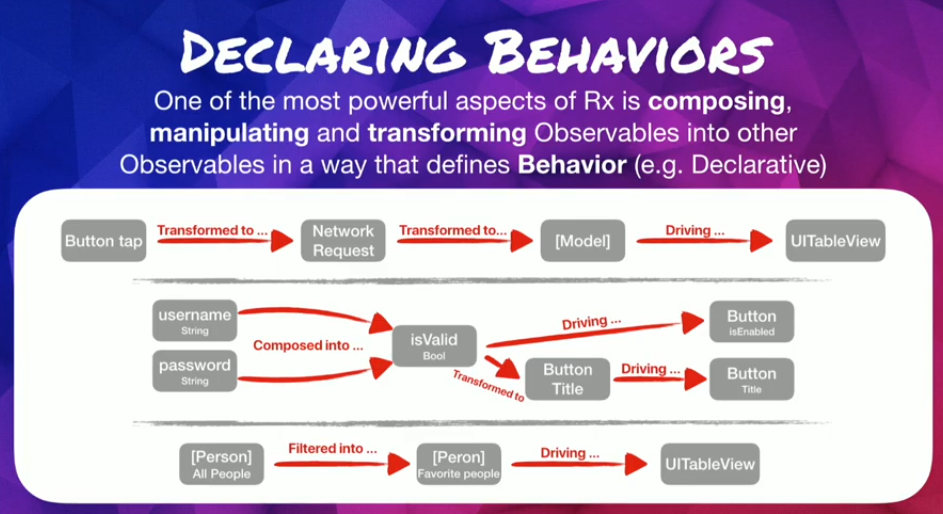 DECLARING BEHAVIORS
One of the most powerful aspects of Rx is composing,
manipulating and transforming Observables into other
Observables in a way that defines Behavior (e.g. Declarative)
Button tap
Transformed to ...
Network
Request
Transformed to...
[Model]
Driving ...
UITableView
username
String
password
String
Composed into ...
isValid
Bool
Driving ...
Button
isEnabled
Transformed to
Button
Title
Driving ...
Button
Title
[Person]
All People
Filtered into ...
[Peron]
Favorite people
Driving ...
UITableView